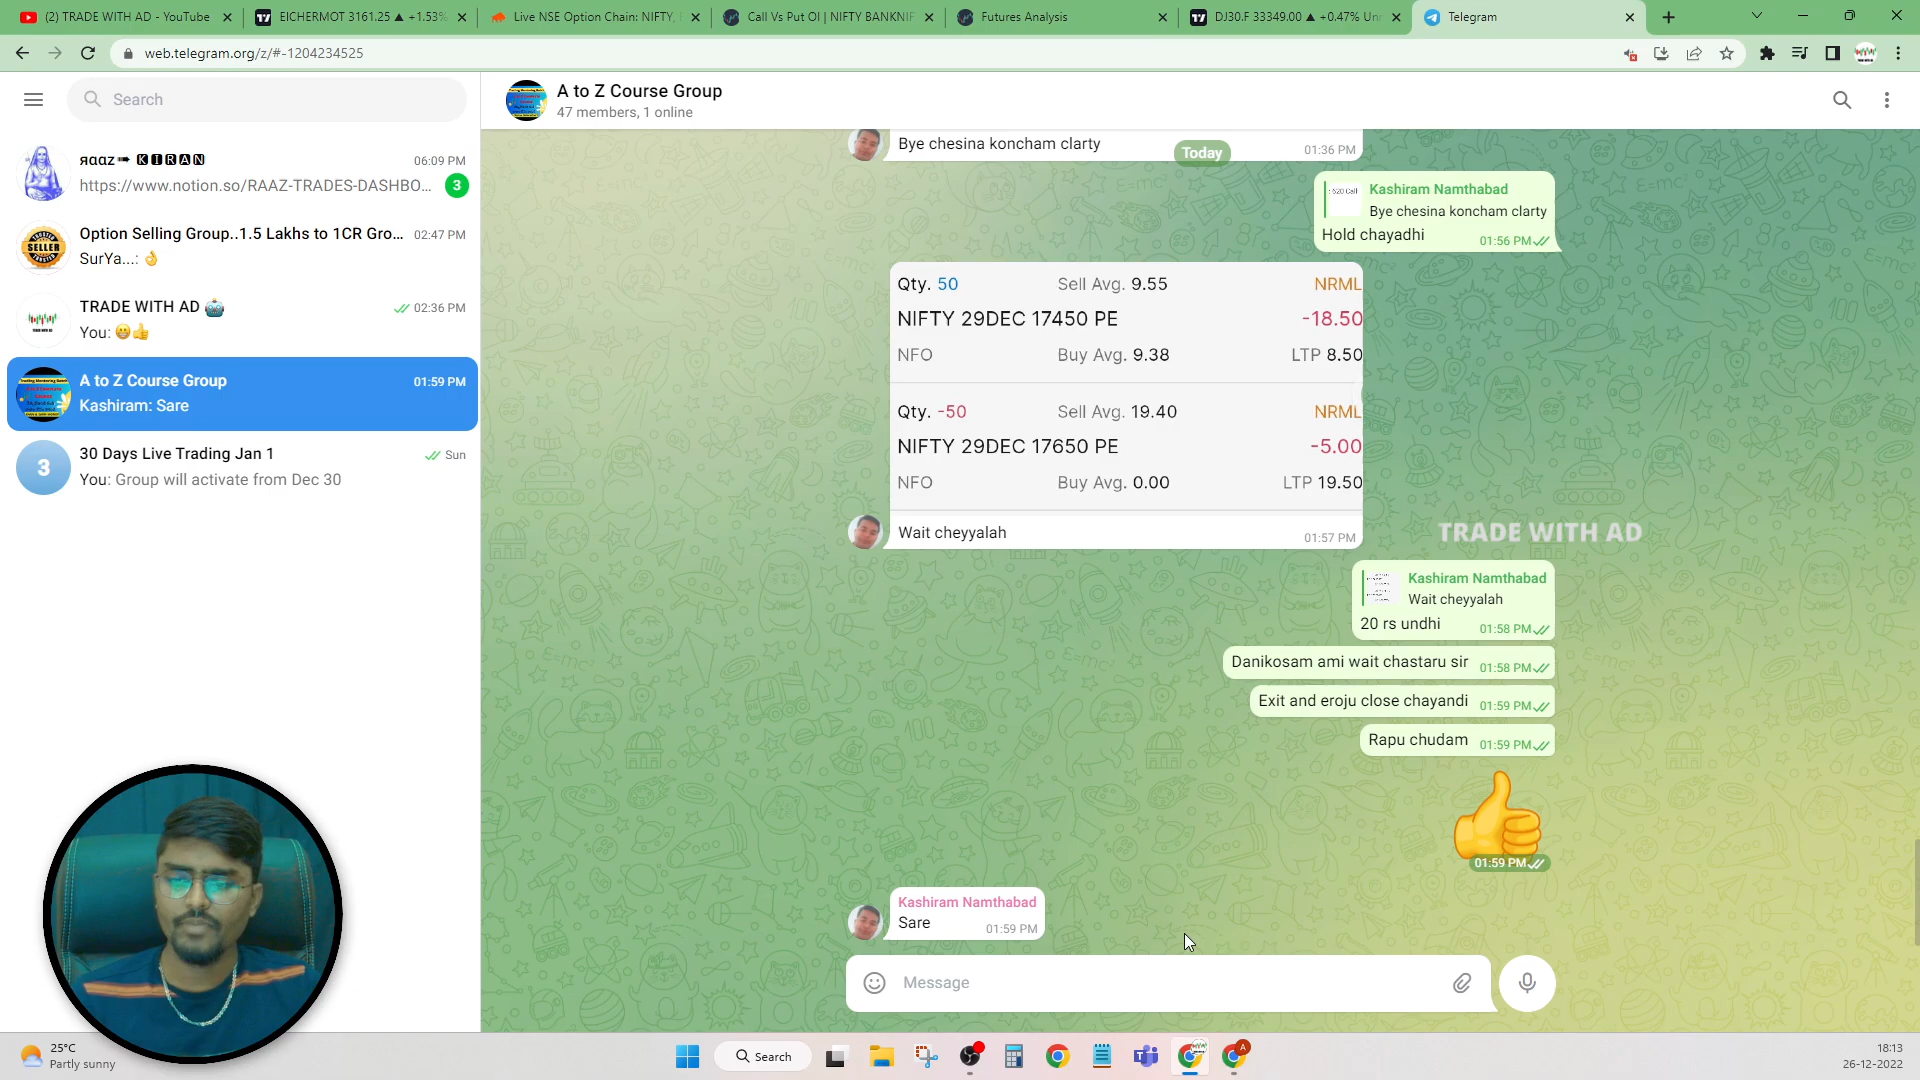 (2) TRADE WITH AD - YouTube
EICHERMOT 3161.25 ▲ +1.53%
Live NSE Option Chain: NIFTY,
Call Vs Put OI | NIFTY BANKNIF
Futures Analysis
DJ30.F 33349.00 ▲ +0.47% Un
Telegram
web.telegram.org/z/#-1204234525
Search
A to Z Course Group
47 members, 1 online
ЯααZ➠ 🅺🅸🆁🅰🅽
06:09 PM
https://www.notion.so/RAAZ-TRADES-DASHBO...
3
Option Selling Group..1.5 Lakhs to 1CR Gro...
02:47 PM
SurYa...: 👌
TRADE WITH AD 🤖
02:36 PM
You: 😁👍
A to Z Course Group
01:59 PM
Kashiram: Sare
3
30 Days Live Trading Jan 1
Sun
You: Group will activate from Dec 30
Bye chesina koncham clarty
01:36 PM
Today
: 620 Call
Kashiram Namthabad
Bye chesina koncham clarty
Hold chayadhi
01:56 PM
Qty. 50 Sell Avg. 9.55 NRML
NIFTY 29DEC 17450 PE -18.50
NFO Buy Avg. 9.38 LTP 8.50
Qty. -50 Sell Avg. 19.40 NRML
NIFTY 29DEC 17650 PE -5.00
NFO Buy Avg. 0.00 LTP 19.50
Wait cheyyalah
01:57 PM
TRADE WITH AD
Kashiram Namthabad
Wait cheyyalah
20 rs undhi
01:58 PM
Danikosam ami wait chastaru sir 01:58 PM
Exit and eroju close chayandi 01:59 PM
Rapu chudam 01:59 PM
👍
01:59 PM
Kashiram Namthabad
Sare
01:59 PM
Message
25°C
Partly sunny
Search
18:13
26-12-2022